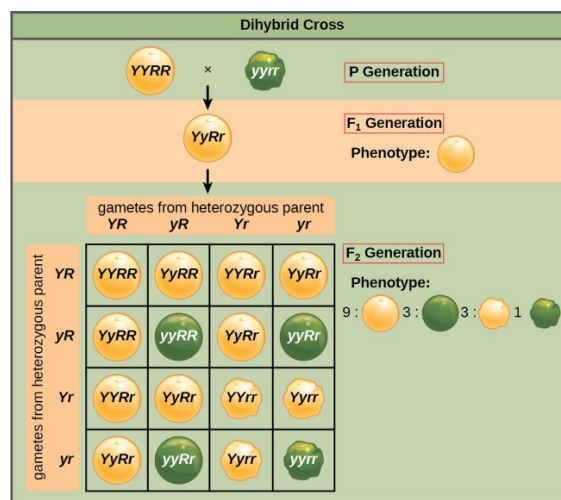 Dihybrid Cross
YYRR × yyrr
P Generation
YyRr
F₁ Generation
Phenotype:
gametes from heterozygous parent
YR yR Yr yr
gametes from heterozygous parent
YR YYRR YyRR YYRr YyRr
yR YyRR yyRR YyRr yyRr
Yr YYRr YyRr YYrr Yyrr
yr YyRr yyRr Yyrr yyrr
F₂ Generation
Phenotype:
9 : 3 : 3 : 1